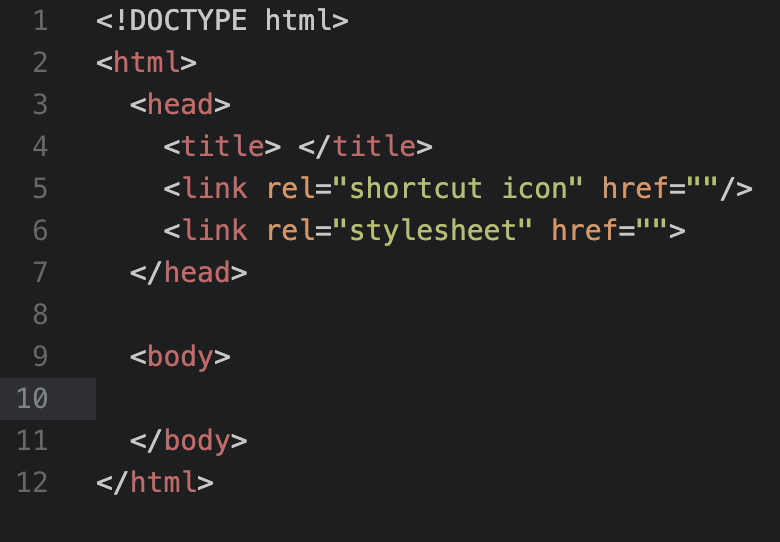 1 <!DOCTYPE html>
2 <html>
3 <head>
4 <title> </title>
5 <link rel="shortcut icon" href=""/>
6 <link rel="stylesheet" href="">
7 </head>
8
9 <body>
10
11 </body>
12 </html>